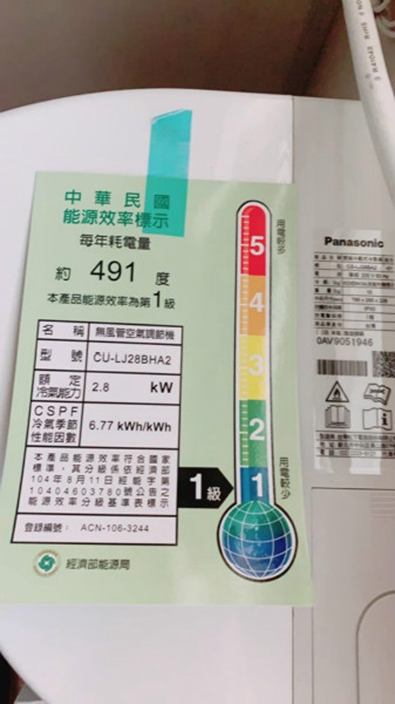 中華民國
能源效率標示
每年耗電量
約 491 度
本產品能源效率為第1級
名 稱 無風管空氣調節機
型 號 CU-LJ28BHA2
額 定 冷氣能力 2.8 kW
CSPF 冷氣季節性能因數 6.77 kWh/kWh
本產品能源效率符合國家
標準，其分級係依經濟部
104年8月11日經能字第
10404603780號公告之
能源效率分級基準表標示
登錄編號： ACN-106-3244
經濟部能源局
用電較多
5
4
3
2
1
用電較少
1級
Panasonic
0AV9051946